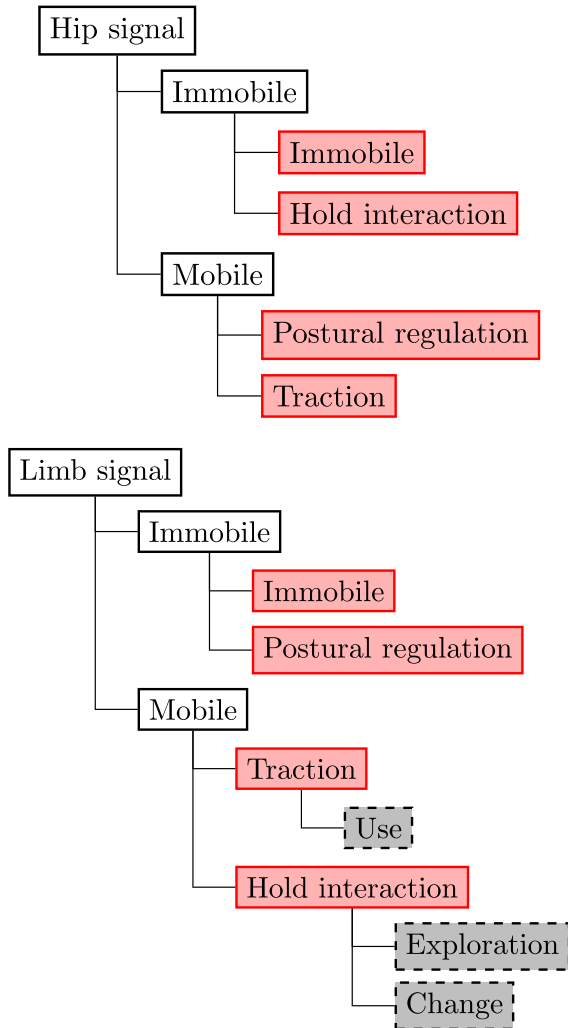 Hip signal
Immobile
Immobile
Hold interaction
Mobile
Postural regulation
Traction
Limb signal
Immobile
Immobile
Postural regulation
Mobile
Traction
Use
Hold interaction
Exploration
Change